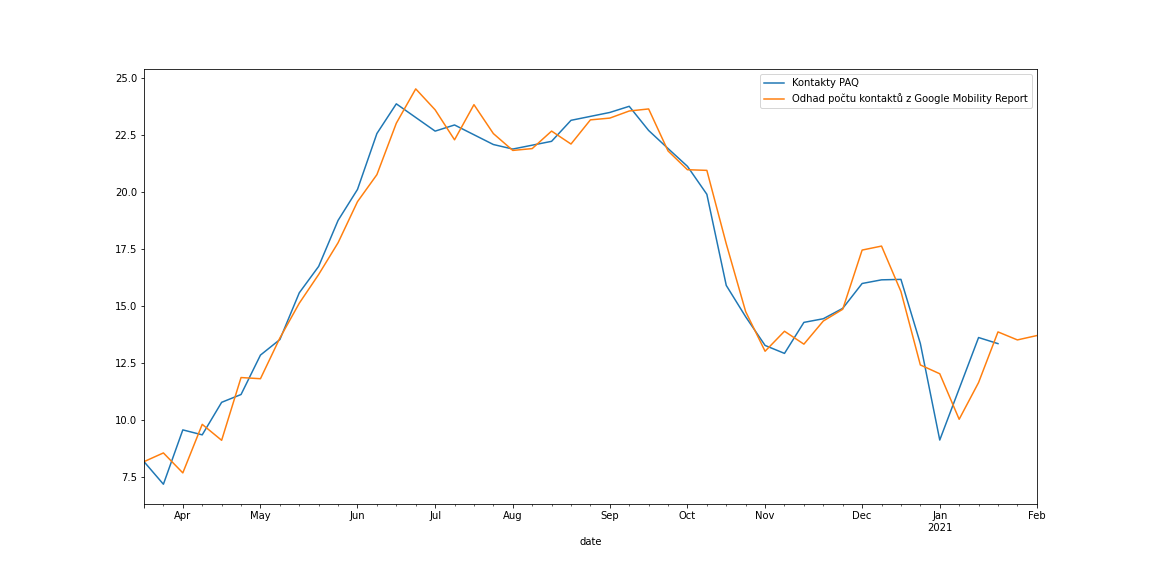 25.0
22.5
20.0
17.5
15.0
12.5
10.0
7.5
Kontakty PAQ
Odhad počtu kontaktů z Google Mobility Report
Apr May Jun Jul Aug Sep Oct Nov Dec Jan Feb
2021
date